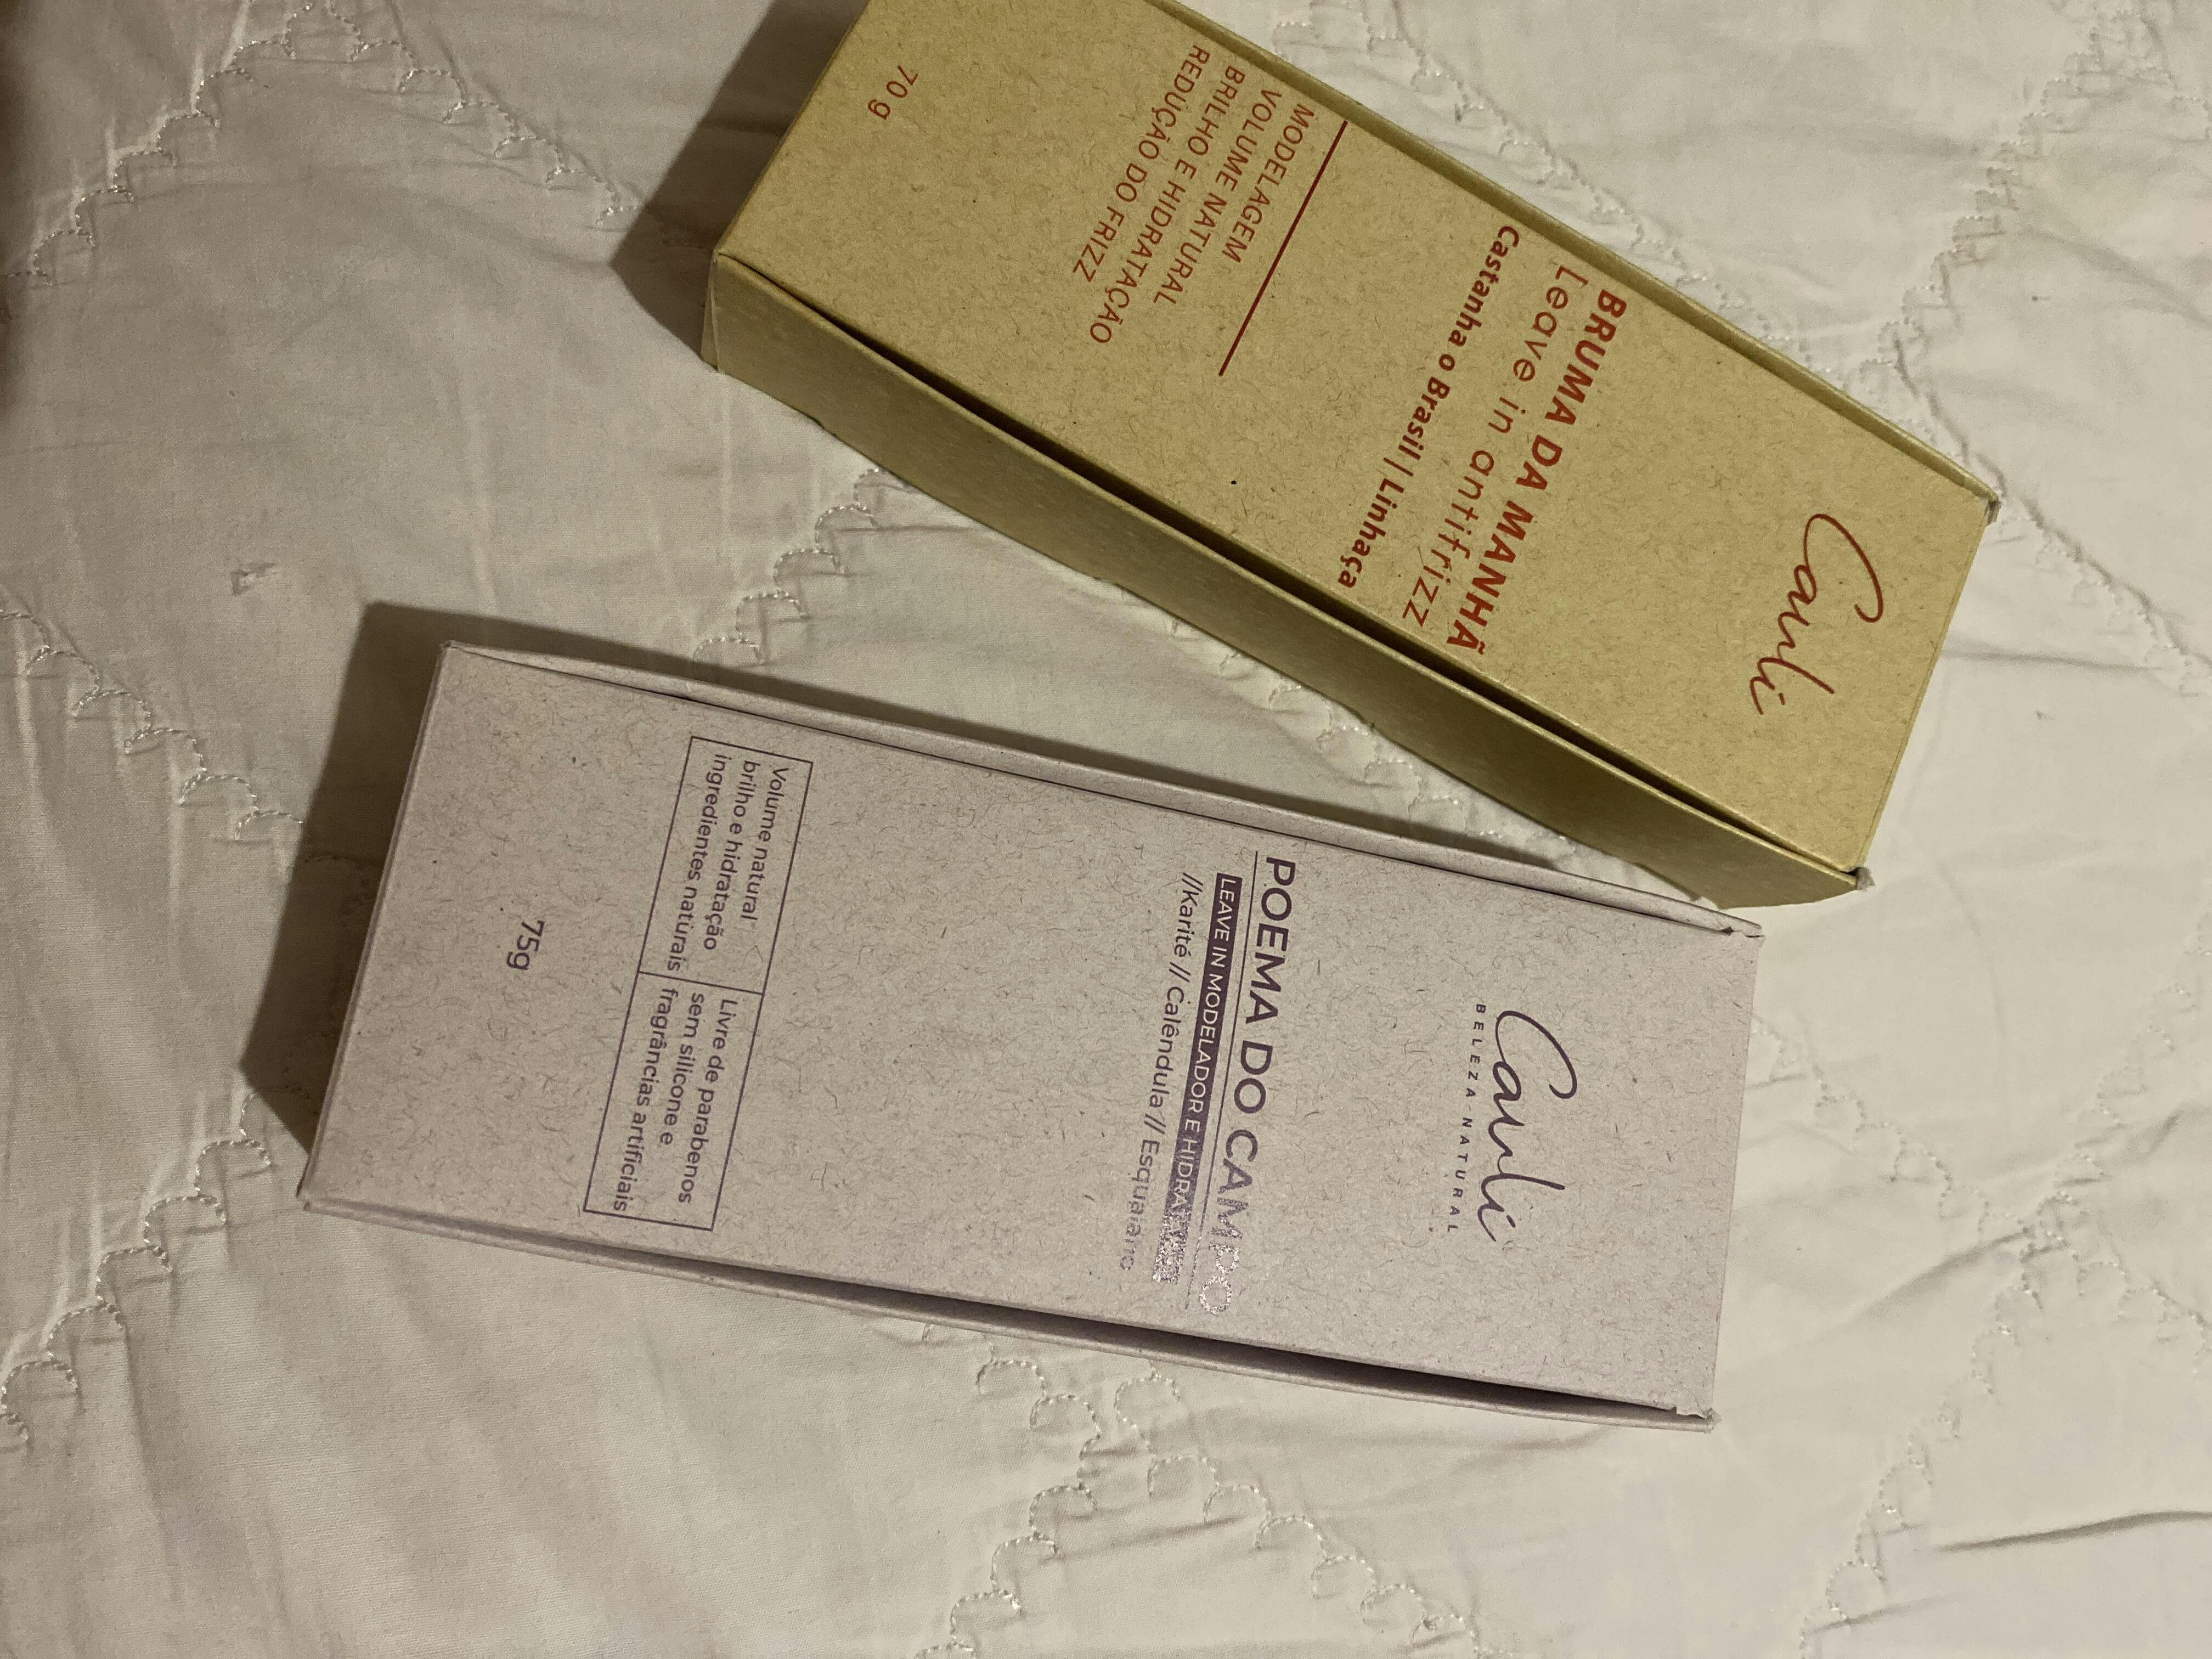 Cauli
BRUMA DA MANHÃ
Leave in antifrizz
Castanha o Brasil | Linhaça
MODELAGEM
VOLUME NATURAL
BRILHO E HIDRATAÇÃO
REDUÇÃO DO FRIZZ
70 g
Cauli
BELEZA NATURAL
POEMA DO CAMPO
LEAVE IN MODELADOR E
//Karité // Calêndula // Esqualano
Volume natural
brilho e hidratação
ingredientes naturais
Livre de parabenos
sem silicone e
fragrâncias artificiais
75g